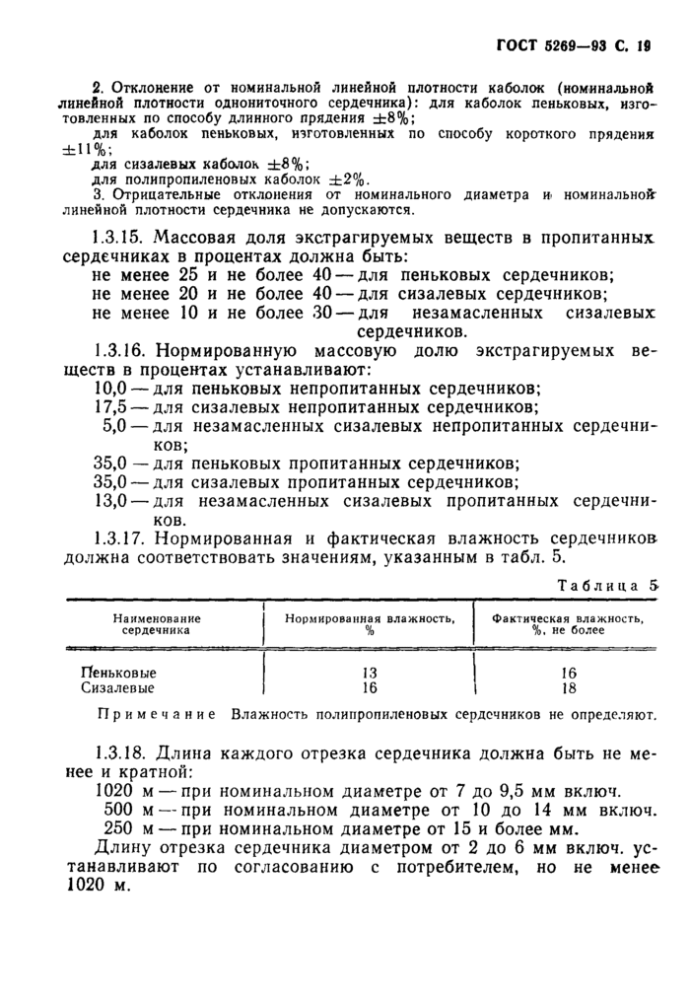 ГОСТ 5269—93 С. 19
2. Отклонение от номинальной линейной плотности каболок (номинальной
линейной плотности однониточного сердечника): для каболок пеньковых, изго-
товленных по способу длинного прядения ±8%;
для каболок пеньковых, изготовленных по способу короткого прядения
±11%;
для сизалевых каболок ±8%;
для полипропиленовых каболок ±2%.
3. Отрицательные отклонения от номинального диаметра и номинальной
линейной плотности сердечника не допускаются.
1.3.15. Массовая доля экстрагируемых веществ в пропитанных
сердечниках в процентах должна быть:
не менее 25 и не более 40 — для пеньковых сердечников;
не менее 20 и не более 40 — для сизалевых сердечников;
не менее 10 и не более 30 — для незамасленных сизалевых
сердечников.
1.3.16. Нормированную массовую долю экстрагируемых ве-
ществ в процентах устанавливают:
10,0 — для пеньковых непропитанных сердечников;
17,5 — для сизалевых непропитанных сердечников;
5,0 — для незамасленных сизалевых непропитанных сердечни-
ков;
35,0 — для пеньковых пропитанных сердечников;
35,0 — для сизалевых пропитанных сердечников;
13,0 — для незамасленных сизалевых пропитанных сердечни-
ков.
1.3.17. Нормированная и фактическая влажность сердечников
должна соответствовать значениям, указанным в табл. 5.
Таблица 5
Наименование сердечника Нормированная влажность, % Фактическая влажность, %, не более
Пеньковые 13 16
Сизалевые 16 18
Примечание Влажность полипропиленовых сердечников не определяют.
1.3.18. Длина каждого отрезка сердечника должна быть не ме-
нее и кратной:
1020 м — при номинальном диаметре от 7 до 9,5 мм включ.
500 м — при номинальном диаметре от 10 до 14 мм включ.
250 м — при номинальном диаметре от 15 и более мм.
Длину отрезка сердечника диаметром от 2 до 6 мм включ. ус-
танавливают по согласованию с потребителем, но не менее
1020 м.